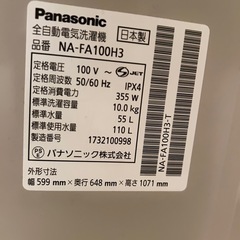 Panasonic
全自動電気洗濯機
日本製
品番 NA-FA100H3
定格電圧 100 V～
定格周波数 50/60 Hz
JET
IPX4
定格消費電力 355 W
標準洗濯容量 10.0 kg
標準水量 55 L
標準使用水量 110 L
製造番号 1732100998
パナソニック株式会社
NA-FA100H3-T
外形寸法
幅 599 mm×奥行 648 mm×高さ 1071 mm